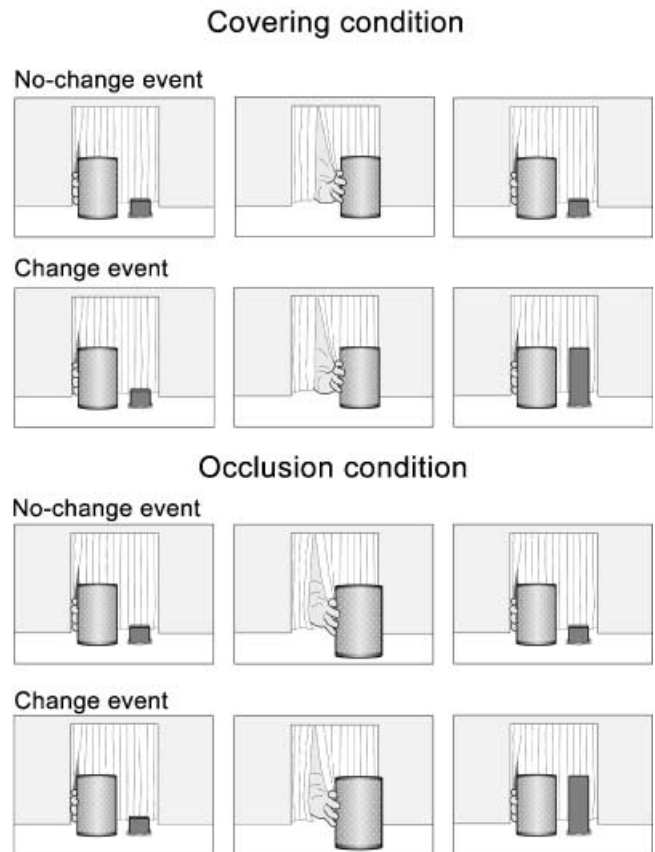 Covering condition
No-change event
Change event
Occlusion condition
No-change event
Change event